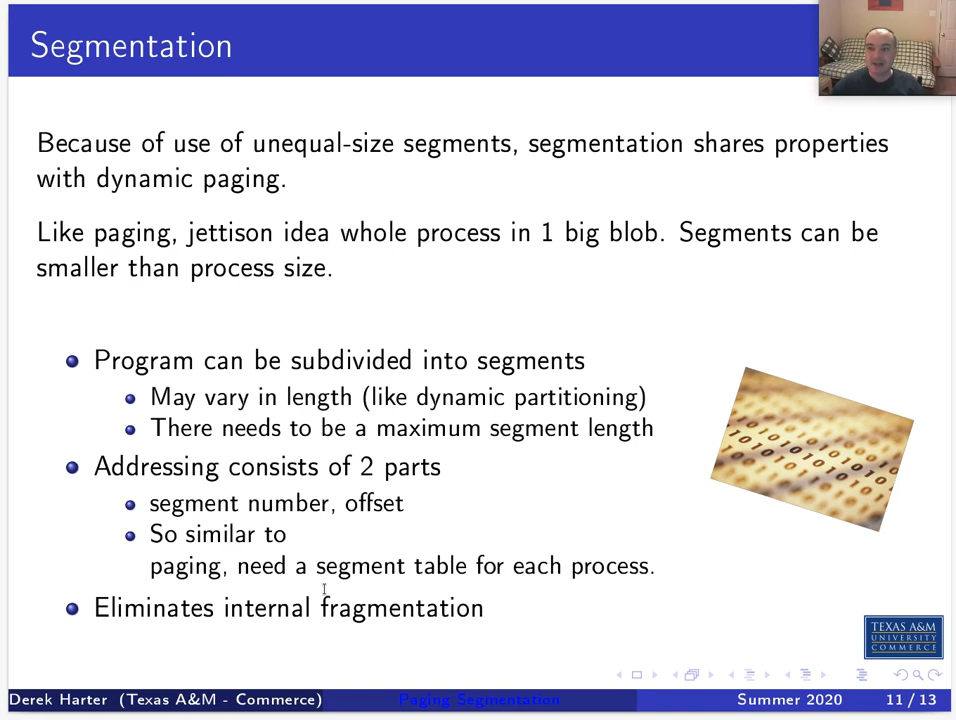 Segmentation
Because of use of unequal-size segments, segmentation shares properties
with dynamic paging.
Like paging, jettison idea whole process in 1 big blob. Segments can be
smaller than process size.
Program can be subdivided into segments
May vary in length (like dynamic partitioning)
There needs to be a maximum segment length
Addressing consists of 2 parts
segment number, offset
So similar to
paging, need a segment table for each process.
Eliminates internal fragmentation
TEXAS A&M
UNIVERSITY
COMMERCE
Derek Harter (Texas A&M - Commerce)
Paging Segmentation
Summer 2020
11 / 13